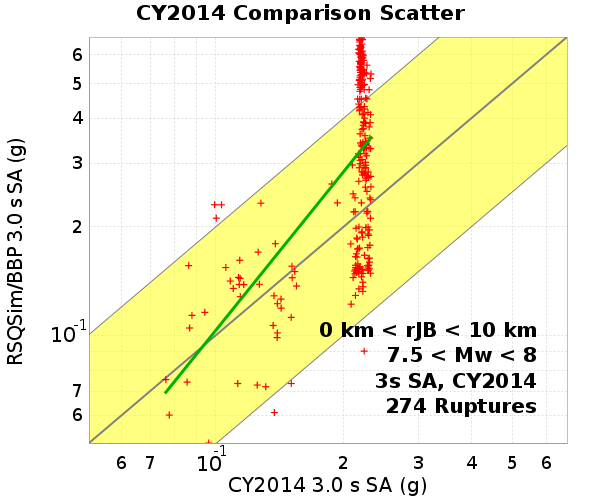 CY2014 Comparison Scatter
RSQSim/BBP 3.0 s SA (g)
6
5
4
3
2
10-1
7
6
0 km < rJB < 10 km
7.5 < Mw < 8
3s SA, CY2014
274 Ruptures
6 7 10-1 2 3 4 5 6
CY2014 3.0 s SA (g)